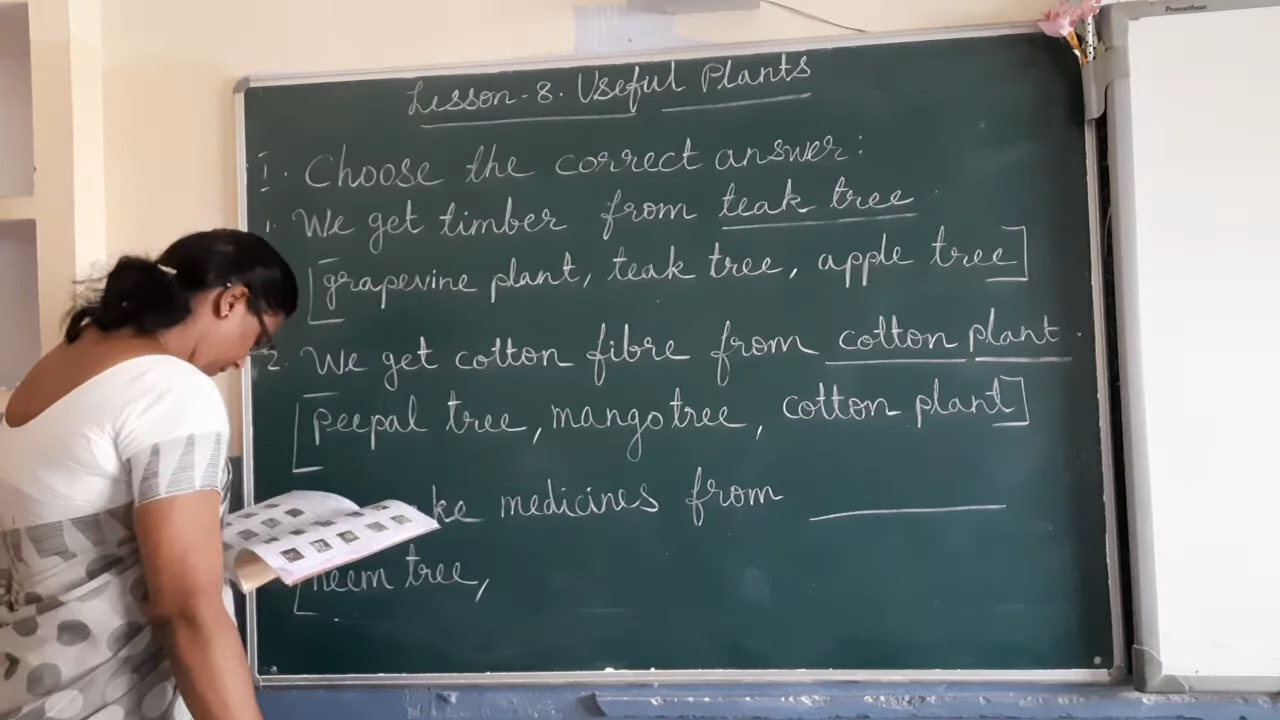 Promethean
Lesson-8. Useful Plants
I. Choose the correct answer:
1. We get timber from teak tree.
[grapevine plant, teak tree, apple tree]
2. We get cotton fibre from cotton plant.
[peepal tree, mango tree, cotton plant]
medicines from ________
[neem tree,